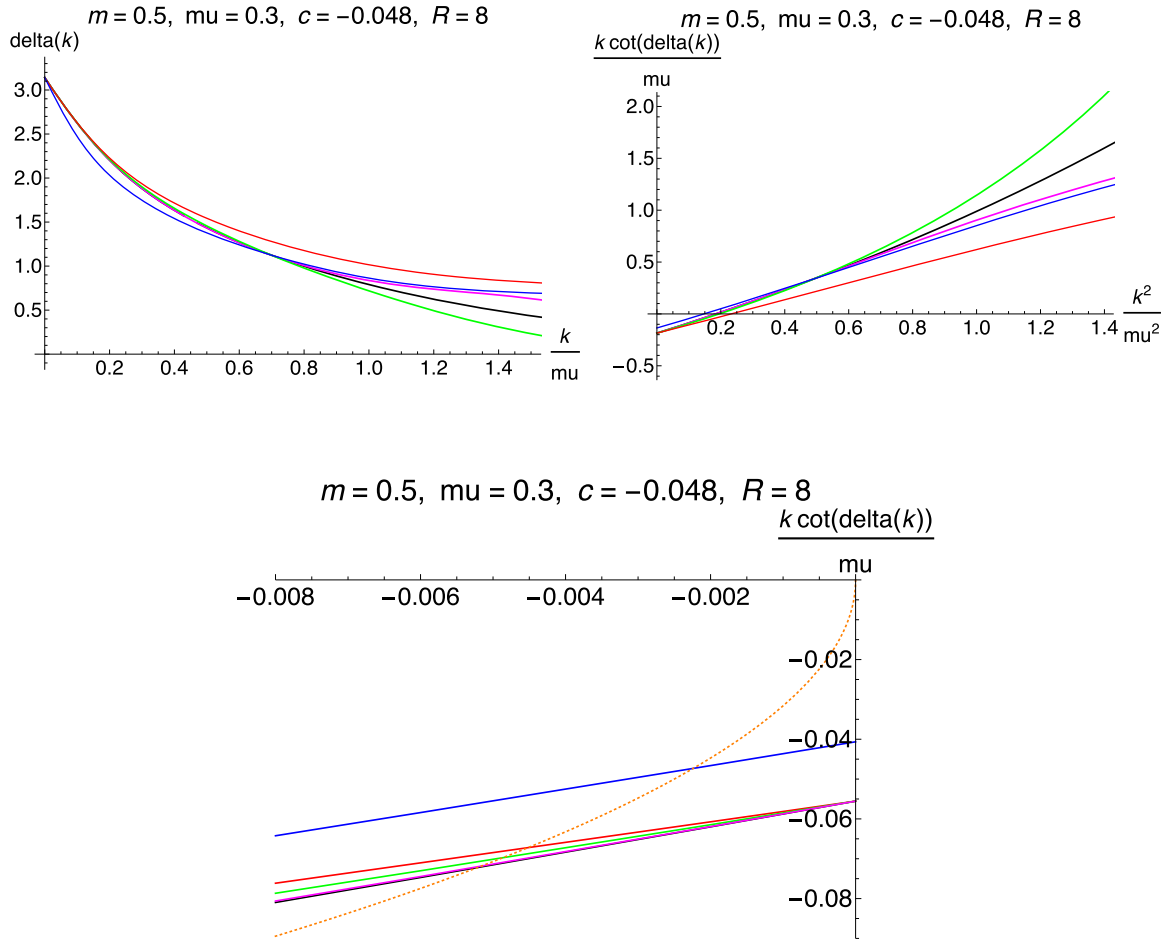 m = 0.5, mu = 0.3, c = −0.048, R = 8
delta(k)
3.0
2.5
2.0
1.5
1.0
0.5
0.2 0.4 0.6 0.8 1.0 1.2 1.4
k
mu
m = 0.5, mu = 0.3, c = −0.048, R = 8
k cot(delta(k))
mu
2.0
1.5
1.0
0.5
−0.5
0.2 0.4 0.6 0.8 1.0 1.2 1.4
k²
mu²
m = 0.5, mu = 0.3, c = −0.048, R = 8
k cot(delta(k))
mu
−0.008 −0.006 −0.004 −0.002
−0.02
−0.04
−0.06
−0.08